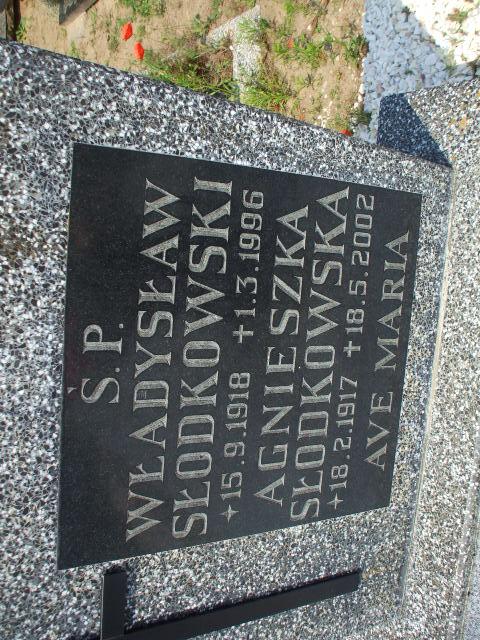 Ś.P.
WŁADYSŁAW
SŁODKOWSKI
✦15.9.1918 ✝1.3.1996
AGNIESZKA
SŁODKOWSKA
✦18.2.1917 ✝18.5.2002
AVE MARIA